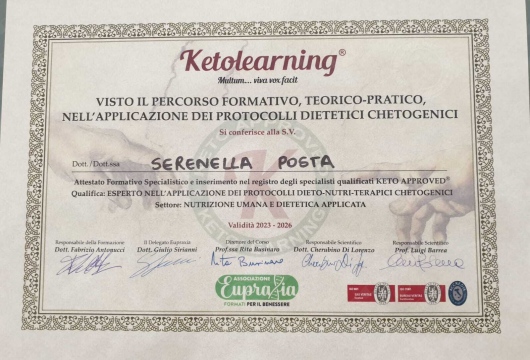 Ketolearning®
Multum... viva vox facit
VISTO IL PERCORSO FORMATIVO, TEORICO-PRATICO,
NELL'APPLICAZIONE DEI PROTOCOLLI DIETETICI CHETOGENICI
Si conferisce alla S.V.
Dott. / Dott.ssa SERENELLA POSTA
Attestato Formativo Specialistico e inserimento nel registro degli specialisti qualificati KETO APPROVED®
Qualifica: ESPERTO NELL'APPLICAZIONE DEI PROTOCOLLI DIETO-NUTRI-TERAPICI CHETOGENICI
Settore: NUTRIZIONE UMANA E DIETETICA APPLICATA
Validità 2023 - 2026
Responsabile della Formazione Il Delegato Euprazia Direttore del Corso Responsabile Scientifico Responsabile Scientifico
Dott. Fabrizio Antonucci Dott. Giulio Sirianni Prof.ssa Rita Businaro Dott. Cherubino Di Lorenzo Prof. Luigi Barrea
Rita Businaro
ASSOCIAZIONE
Euprazia
FORMATI PER IL BENESSERE